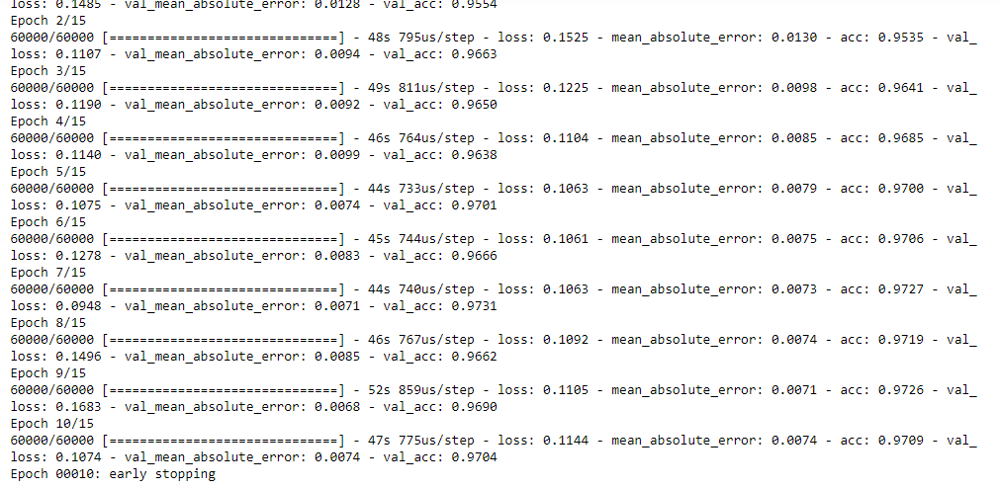 loss: 0.1485 - val_mean_absolute_error: 0.0128 - val_acc: 0.9554
Epoch 2/15
60000/60000 [==============================] - 48s 795us/step - loss: 0.1525 - mean_absolute_error: 0.0130 - acc: 0.9535 - val_
loss: 0.1107 - val_mean_absolute_error: 0.0094 - val_acc: 0.9663
Epoch 3/15
60000/60000 [==============================] - 49s 811us/step - loss: 0.1225 - mean_absolute_error: 0.0098 - acc: 0.9641 - val_
loss: 0.1190 - val_mean_absolute_error: 0.0092 - val_acc: 0.9650
Epoch 4/15
60000/60000 [==============================] - 46s 764us/step - loss: 0.1104 - mean_absolute_error: 0.0085 - acc: 0.9685 - val_
loss: 0.1140 - val_mean_absolute_error: 0.0099 - val_acc: 0.9638
Epoch 5/15
60000/60000 [==============================] - 44s 733us/step - loss: 0.1063 - mean_absolute_error: 0.0079 - acc: 0.9700 - val_
loss: 0.1075 - val_mean_absolute_error: 0.0074 - val_acc: 0.9701
Epoch 6/15
60000/60000 [==============================] - 45s 744us/step - loss: 0.1061 - mean_absolute_error: 0.0075 - acc: 0.9706 - val_
loss: 0.1278 - val_mean_absolute_error: 0.0083 - val_acc: 0.9666
Epoch 7/15
60000/60000 [==============================] - 44s 740us/step - loss: 0.1063 - mean_absolute_error: 0.0073 - acc: 0.9727 - val_
loss: 0.0948 - val_mean_absolute_error: 0.0071 - val_acc: 0.9731
Epoch 8/15
60000/60000 [==============================] - 46s 767us/step - loss: 0.1092 - mean_absolute_error: 0.0074 - acc: 0.9719 - val_
loss: 0.1496 - val_mean_absolute_error: 0.0085 - val_acc: 0.9662
Epoch 9/15
60000/60000 [==============================] - 52s 859us/step - loss: 0.1105 - mean_absolute_error: 0.0071 - acc: 0.9726 - val_
loss: 0.1683 - val_mean_absolute_error: 0.0068 - val_acc: 0.9690
Epoch 10/15
60000/60000 [==============================] - 47s 775us/step - loss: 0.1144 - mean_absolute_error: 0.0074 - acc: 0.9709 - val_
loss: 0.1074 - val_mean_absolute_error: 0.0074 - val_acc: 0.9704
Epoch 00010: early stopping